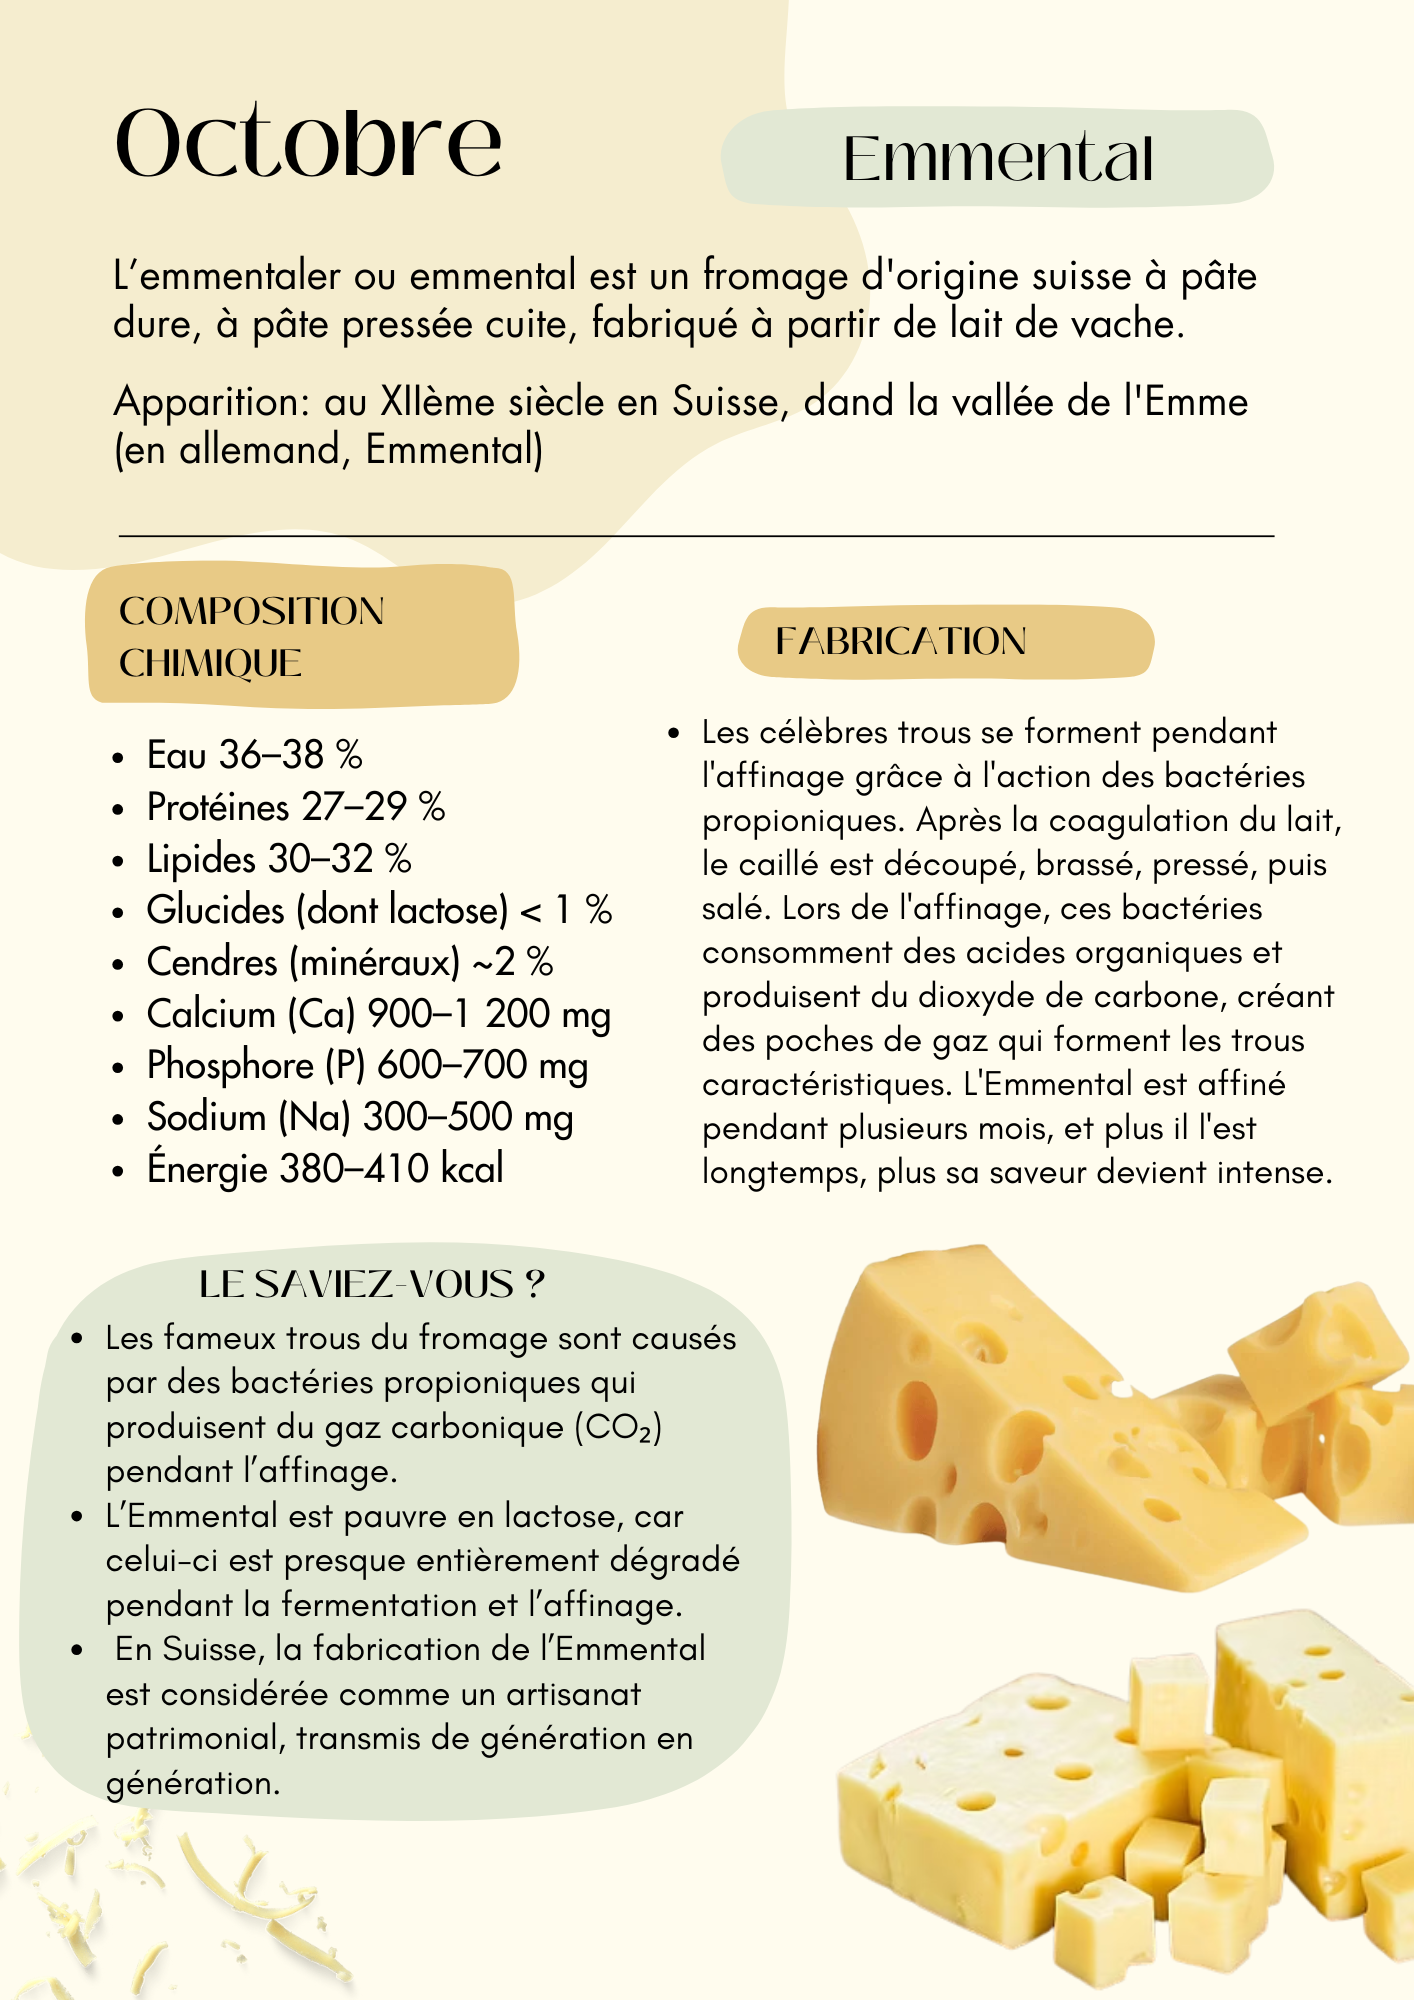 Octobre
Emmental
L’emmentaler ou emmental est un fromage d'origine suisse à pâte
dure, à pâte pressée cuite, fabriqué à partir de lait de vache.
Apparition: au XIIème siècle en Suisse, dand la vallée de l'Emme
(en allemand, Emmental)
COMPOSITION
CHIMIQUE
• Eau 36–38 %
• Protéines 27–29 %
• Lipides 30–32 %
• Glucides (dont lactose) < 1 %
• Cendres (minéraux) ~2 %
• Calcium (Ca) 900–1 200 mg
• Phosphore (P) 600–700 mg
• Sodium (Na) 300–500 mg
• Énergie 380–410 kcal
FABRICATION
• Les célèbres trous se forment pendant
l'affinage grâce à l'action des bactéries
propioniques. Après la coagulation du lait,
le caillé est découpé, brassé, pressé, puis
salé. Lors de l'affinage, ces bactéries
consomment des acides organiques et
produisent du dioxyde de carbone, créant
des poches de gaz qui forment les trous
caractéristiques. L'Emmental est affiné
pendant plusieurs mois, et plus il l'est
longtemps, plus sa saveur devient intense.
LE SAVIEZ-VOUS ?
• Les fameux trous du fromage sont causés
par des bactéries propioniques qui
produisent du gaz carbonique (CO₂)
pendant l’affinage.
• L’Emmental est pauvre en lactose, car
celui-ci est presque entièrement dégradé
pendant la fermentation et l’affinage.
• En Suisse, la fabrication de l’Emmental
est considérée comme un artisanat
patrimonial, transmis de génération en
génération.